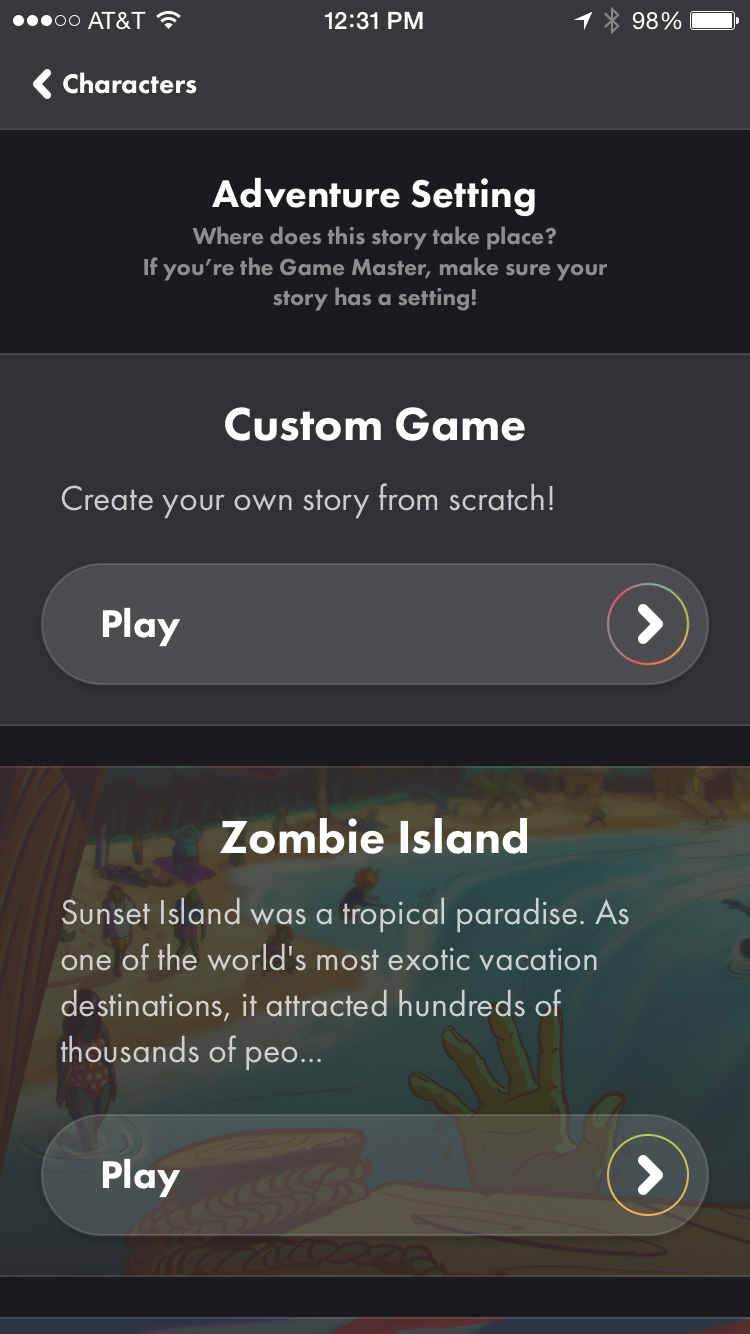 AT&T 12:31 PM 98%
Characters
Adventure Setting
Where does this story take place?
If you’re the Game Master, make sure your
story has a setting!
Custom Game
Create your own story from scratch!
Play
Zombie Island
Sunset Island was a tropical paradise. As
one of the world's most exotic vacation
destinations, it attracted hundreds of
thousands of peo...
Play